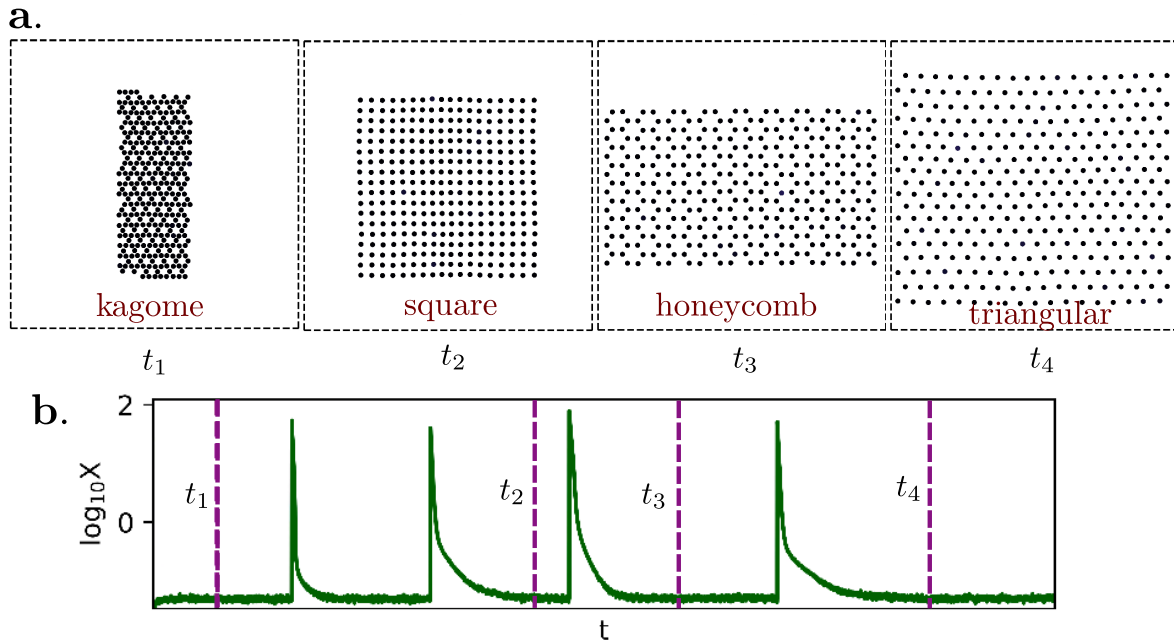 a.
kagome
square
honeycomb
triangular
t₁
t₂
t₃
t₄
b.
2
0
log₁₀X
t₁
t₂
t₃
t₄
t